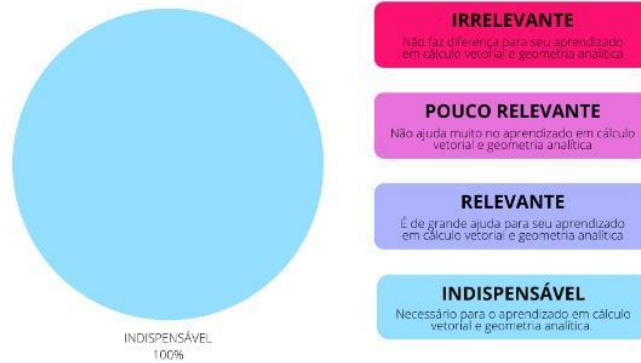 IRRELEVANTE
Não faz diferença para seu aprendizado
em cálculo vetorial e geometria analítica
POUCO RELEVANTE
Não ajuda muito no aprendizado em cálculo
vetorial e geometria analítica
RELEVANTE
É de grande ajuda para seu aprendizado
em cálculo vetorial e geometria analítica
INDISPENSÁVEL
Necessário para o aprendizado em cálculo
vetorial e geometria analítica.
INDISPENSÁVEL
100%